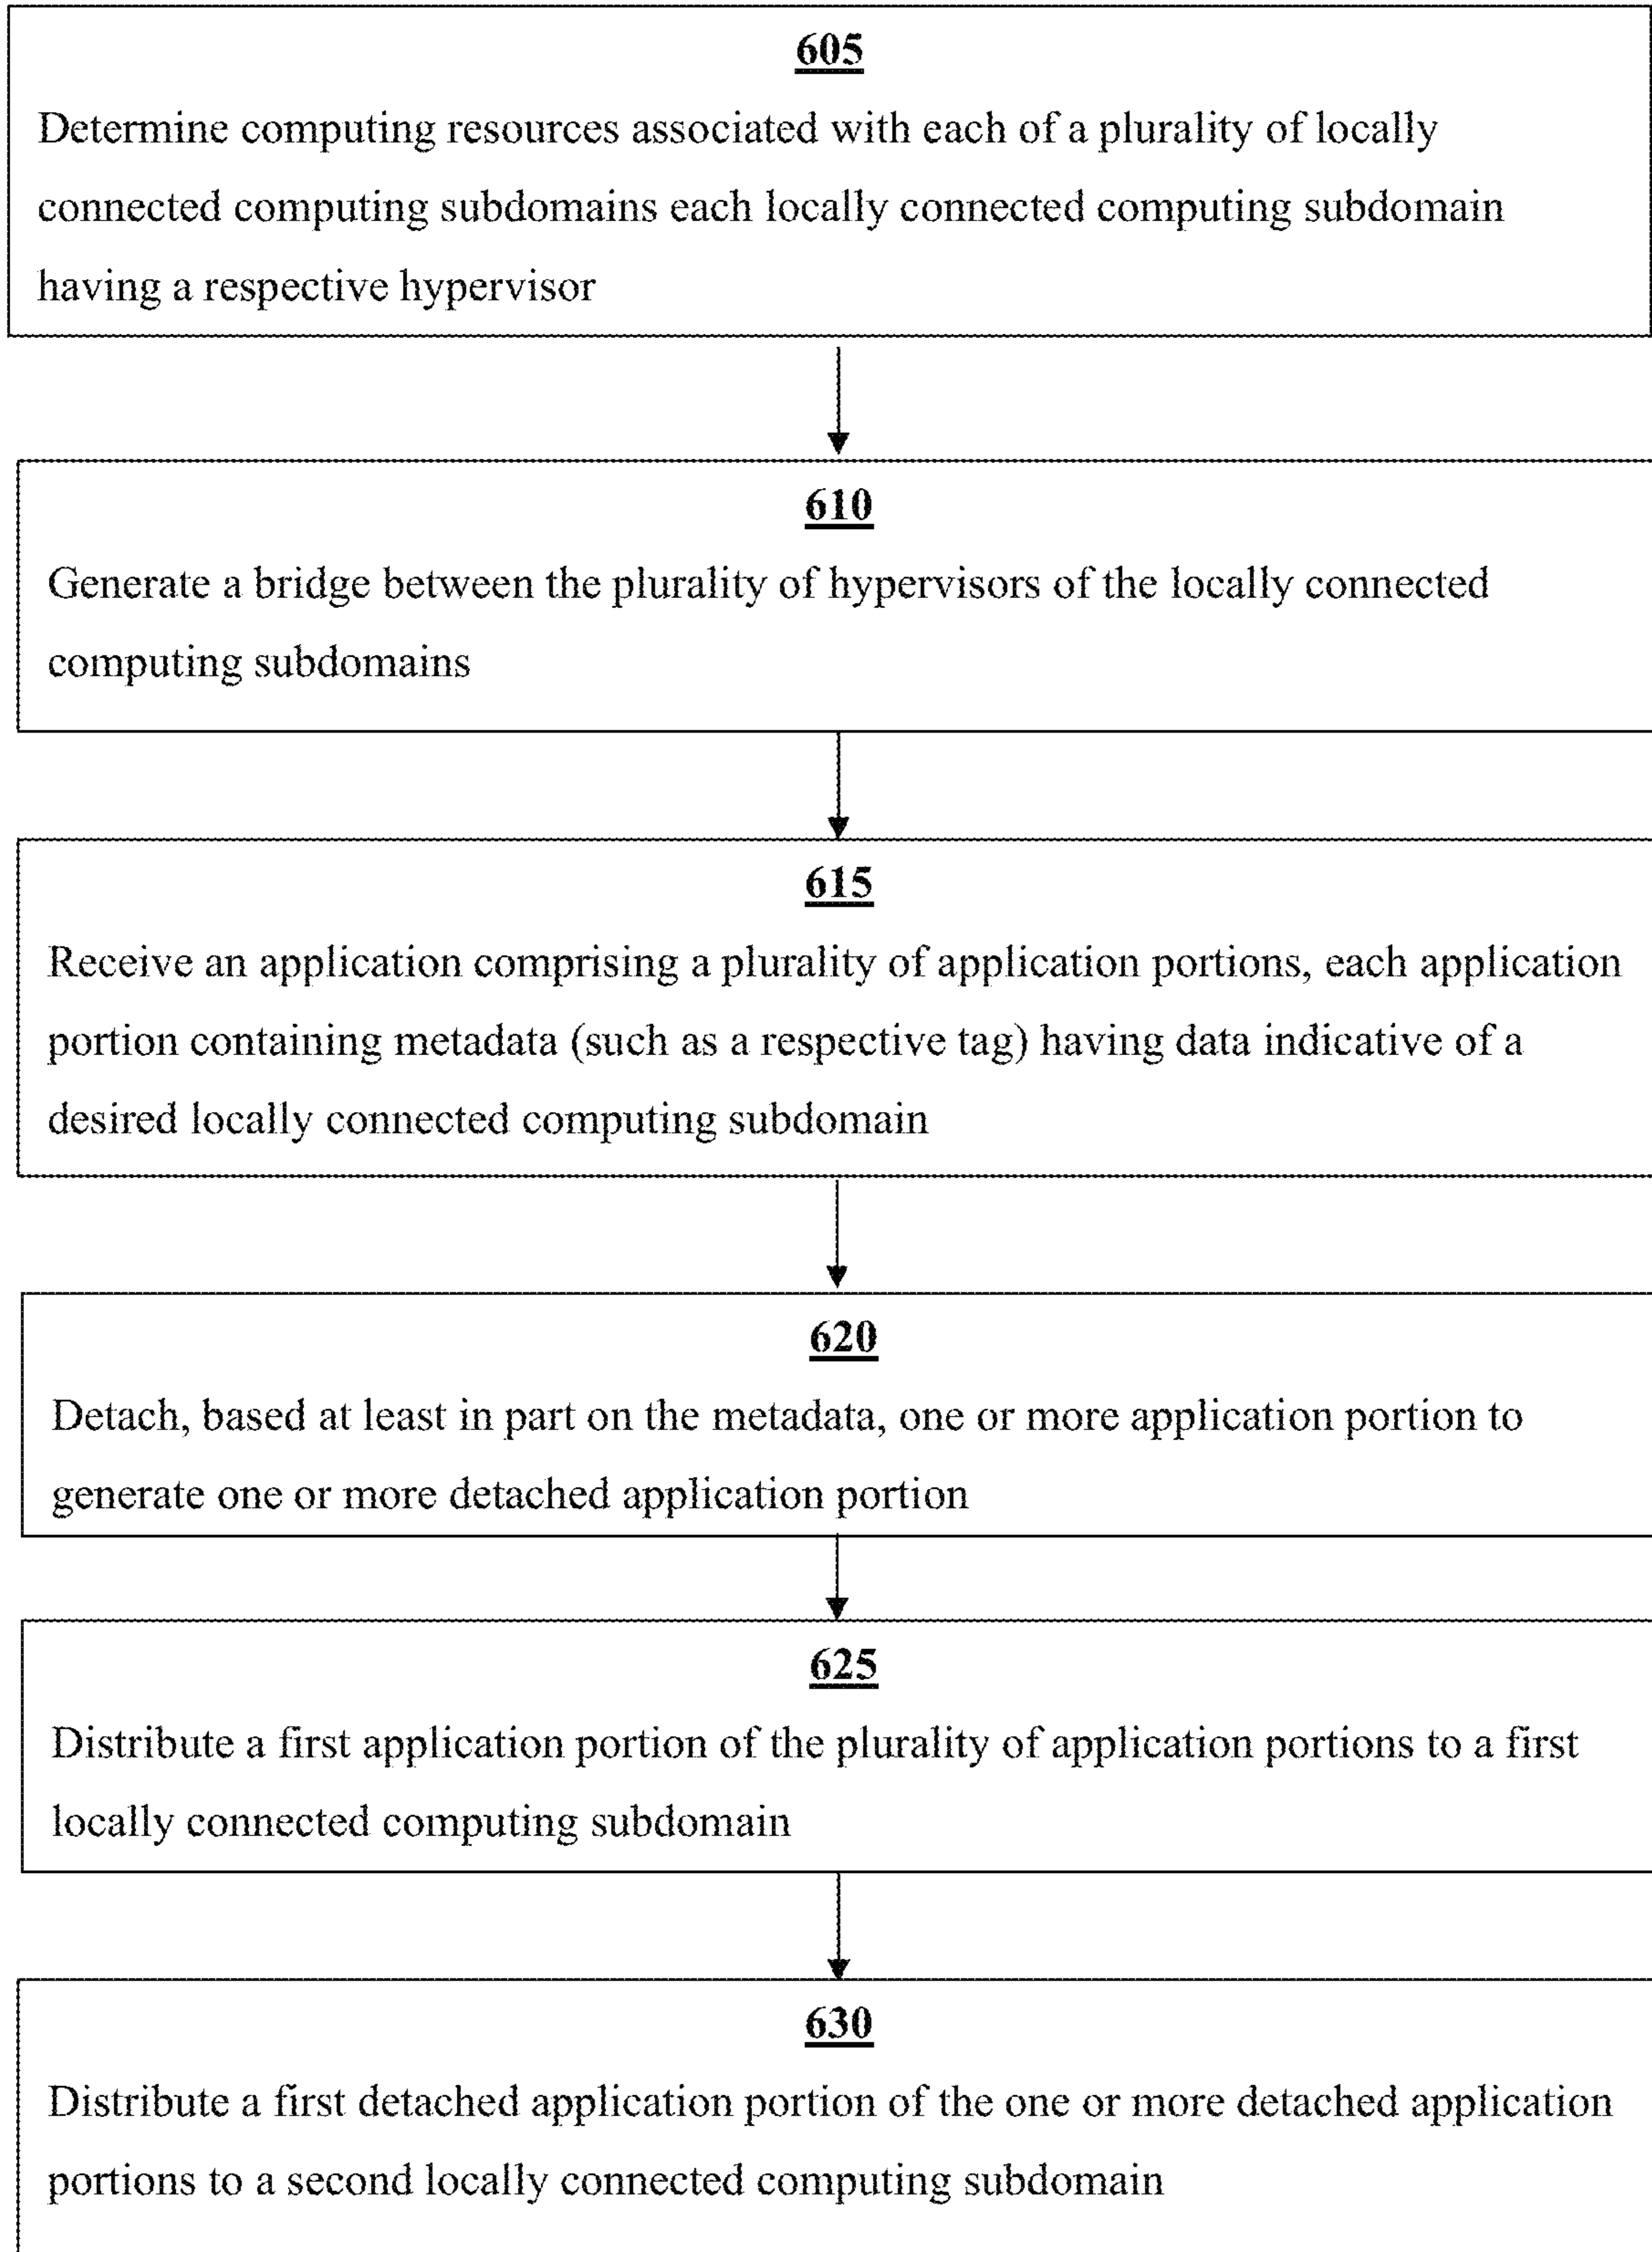 605
Determine computing resources associated with each of a plurality of locally
connected computing subdomains each locally connected computing subdomain
having a respective hypervisor
610
Generate a bridge between the plurality of hypervisors of the locally connected
computing subdomains
615
Receive an application comprising a plurality of application portions, each application
portion containing metadata (such as a respective tag) having data indicative of a
desired locally connected computing subdomain
620
Detach, based at least in part on the metadata, one or more application portion to
generate one or more detached application portion
625
Distribute a first application portion of the plurality of application portions to a first
locally connected computing subdomain
630
Distribute a first detached application portion of the one or more detached application
portions to a second locally connected computing subdomain